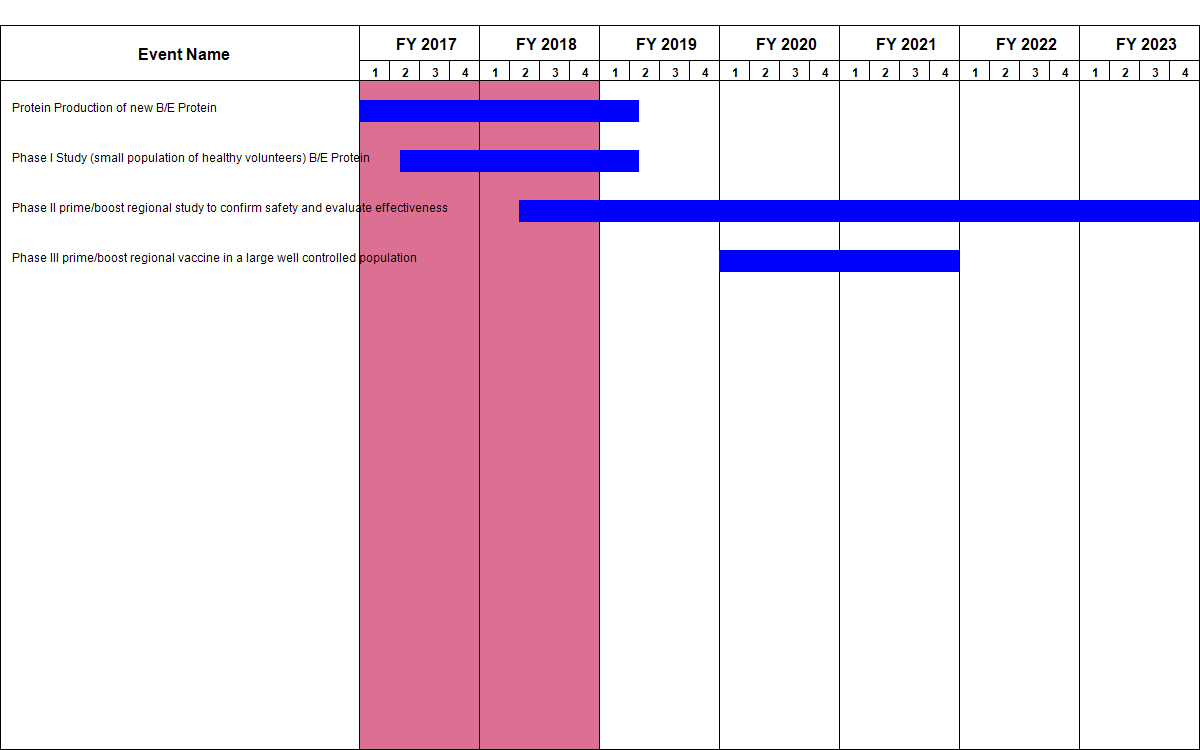 Event Name
FY 2017 FY 2018 FY 2019 FY 2020 FY 2021 FY 2022 FY 2023
1 2 3 4 1 2 3 4 1 2 3 4 1 2 3 4 1 2 3 4 1 2 3 4 1 2 3 4
Protein Production of new B/E Protein
Phase I Study (small population of healthy volunteers) B/E Protein
Phase II prime/boost regional study to confirm safety and evaluate effectiveness
Phase III prime/boost regional vaccine in a large well controlled population